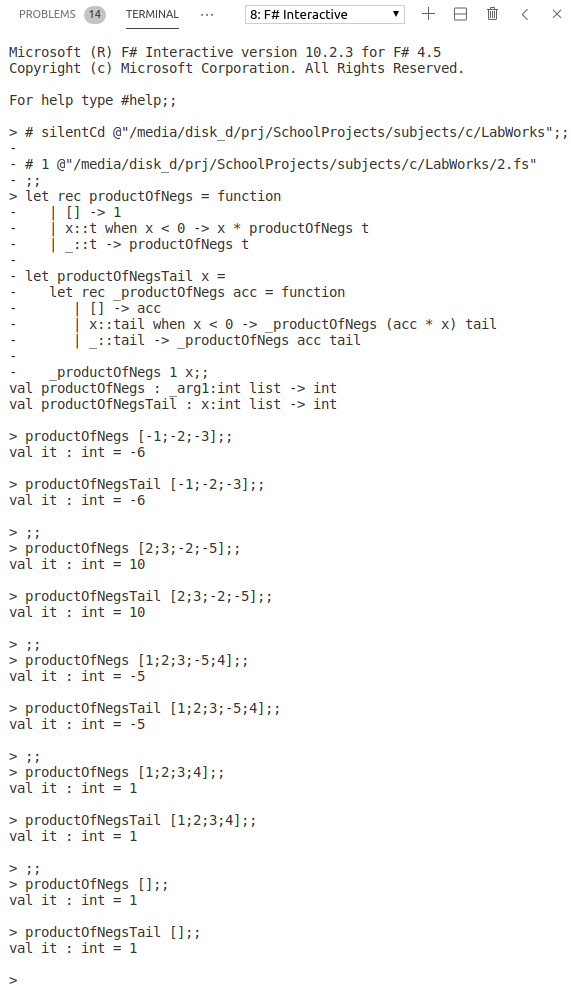 PROBLEMS 14 TERMINAL ··· 8: F# Interactive
Microsoft (R) F# Interactive version 10.2.3 for F# 4.5
Copyright (c) Microsoft Corporation. All Rights Reserved.
For help type #help;;
> # silentCd @"/media/disk_d/prj/SchoolProjects/subjects/c/LabWorks";;
-
- # 1 @"/media/disk_d/prj/SchoolProjects/subjects/c/LabWorks/2.fs"
- ;;
> let rec productOfNegs = function
-    | [] -> 1
-    | x::t when x < 0 -> x * productOfNegs t
-    | _::t -> productOfNegs t
-
- let productOfNegsTail x =
-    let rec _productOfNegs acc = function
-       | [] -> acc
-       | x::tail when x < 0 -> _productOfNegs (acc * x) tail
-       | _::tail -> _productOfNegs acc tail
-
-    _productOfNegs 1 x;;
val productOfNegs : _arg1:int list -> int
val productOfNegsTail : x:int list -> int
> productOfNegs [-1;-2;-3];;
val it : int = -6
> productOfNegsTail [-1;-2;-3];;
val it : int = -6
> ;;
> productOfNegs [2;3;-2;-5];;
val it : int = 10
> productOfNegsTail [2;3;-2;-5];;
val it : int = 10
> ;;
> productOfNegs [1;2;3;-5;4];;
val it : int = -5
> productOfNegsTail [1;2;3;-5;4];;
val it : int = -5
> ;;
> productOfNegs [1;2;3;4];;
val it : int = 1
> productOfNegsTail [1;2;3;4];;
val it : int = 1
> ;;
> productOfNegs [];;
val it : int = 1
> productOfNegsTail [];;
val it : int = 1
>